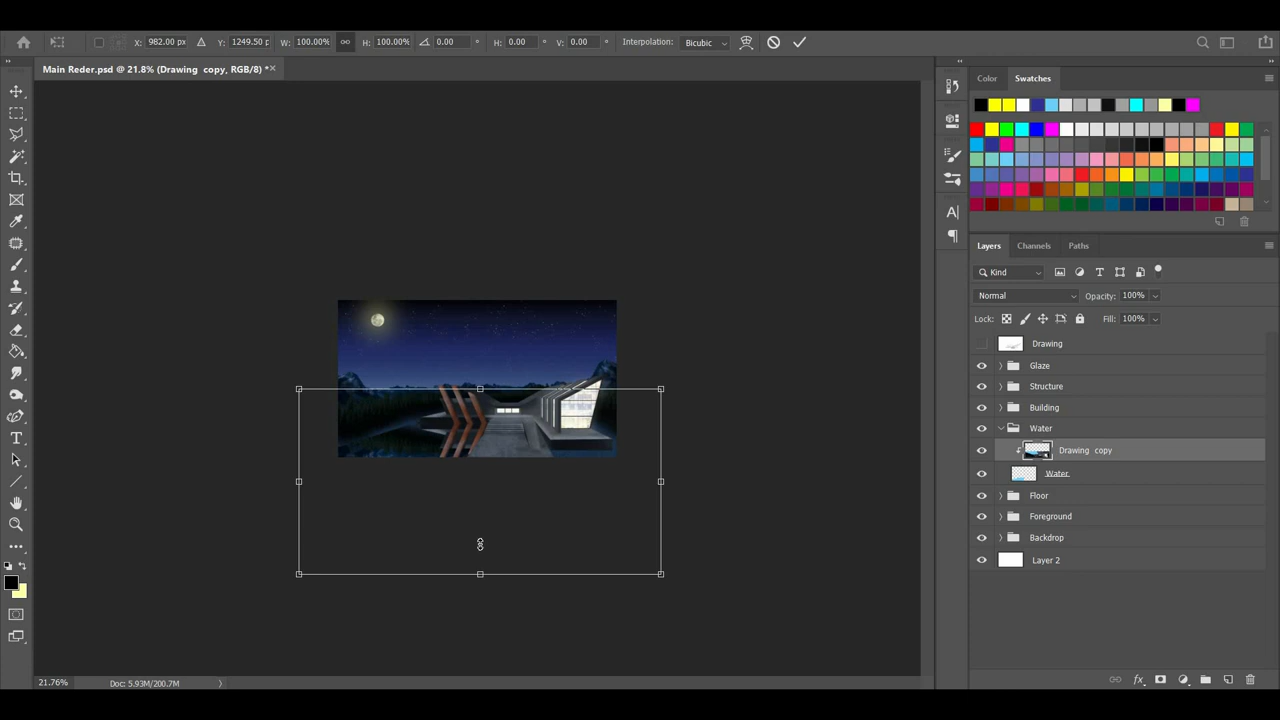 X: 982.00 px Y: 1249.50 p: W: 100.00% H: 100.00% 0.00 ° H: 0.00 ° V: 0.00 ° Interpolation: Bicubic
Main Reder.psd @ 21.8% (Drawing  copy, RGB/8) *
Color Swatches
Layers Channels Paths
Kind
Normal Opacity: 100%
Lock: Fill: 100%
Drawing
Glaze
Structure
Building
Water
Drawing  copy
Water
Floor
Foreground
Backdrop
Layer 2
21.76% Doc: 5.93M/200.7M